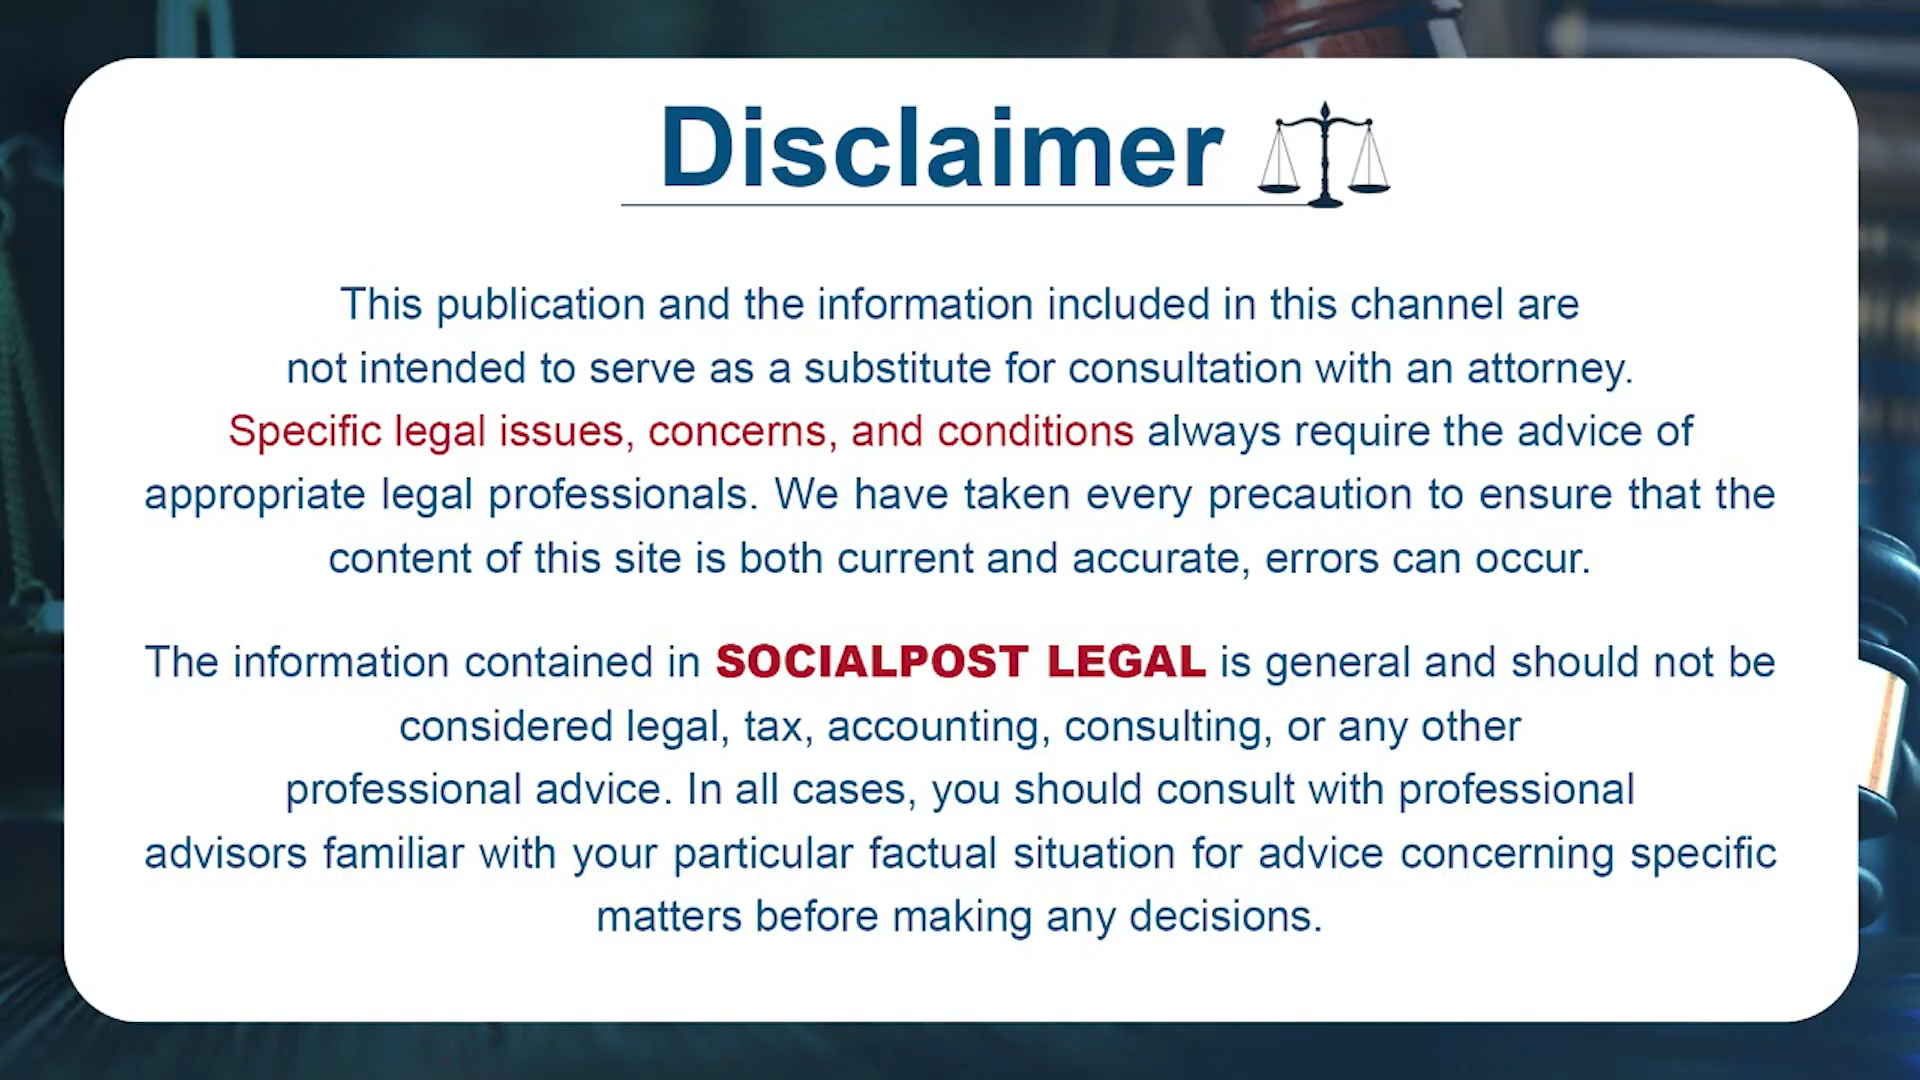 Disclaimer
This publication and the information included in this channel are
not intended to serve as a substitute for consultation with an attorney.
Specific legal issues, concerns, and conditions always require the advice of
appropriate legal professionals. We have taken every precaution to ensure that the
content of this site is both current and accurate, errors can occur.
The information contained in SOCIALPOST LEGAL is general and should not be
considered legal, tax, accounting, consulting, or any other
professional advice. In all cases, you should consult with professional
advisors familiar with your particular factual situation for advice concerning specific
matters before making any decisions.